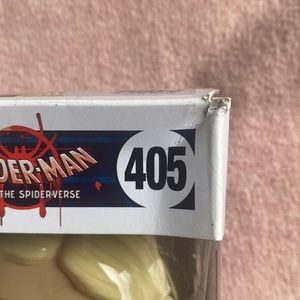 DER-MAN
THE SPIDERVERSE
405